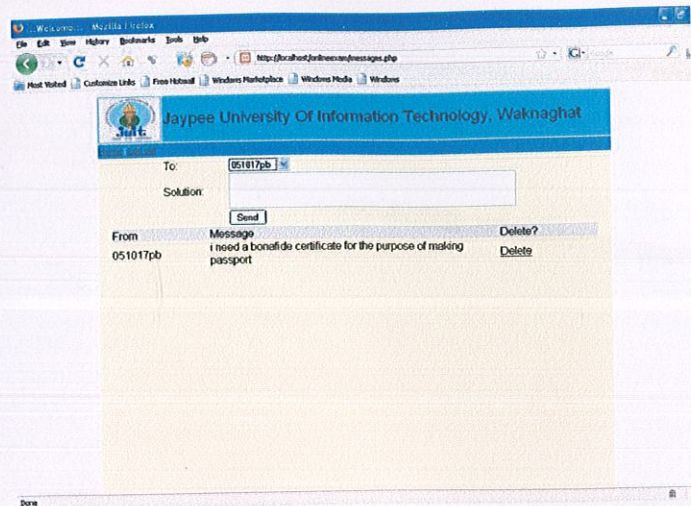 ...Welcome... Mozilla Firefox
File Edit View History Bookmarks Tools Help
http://localhost/onlineexam/messages.php
Most Visited Customize Links Free Hotmail Windows Marketplace Windows Media Windows
Jaypee University Of Information Technology, Waknaghat
To: 051017pb
Solution:
Send
From Message Delete?
051017pb i need a bonafide certificate for the purpose of making passport Delete
Done